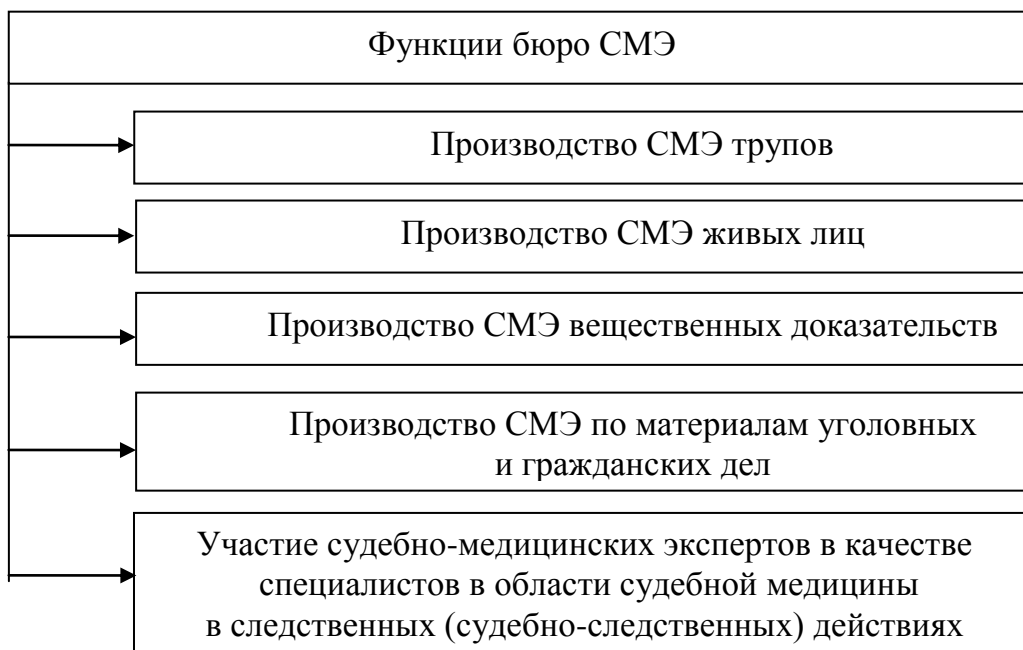 Функции бюро СМЭ
Производство СМЭ трупов
Производство СМЭ живых лиц
Производство СМЭ вещественных доказательств
Производство СМЭ по материалам уголовных
и гражданских дел
Участие судебно-медицинских экспертов в качестве
специалистов в области судебной медицины
в следственных (судебно-следственных) действиях